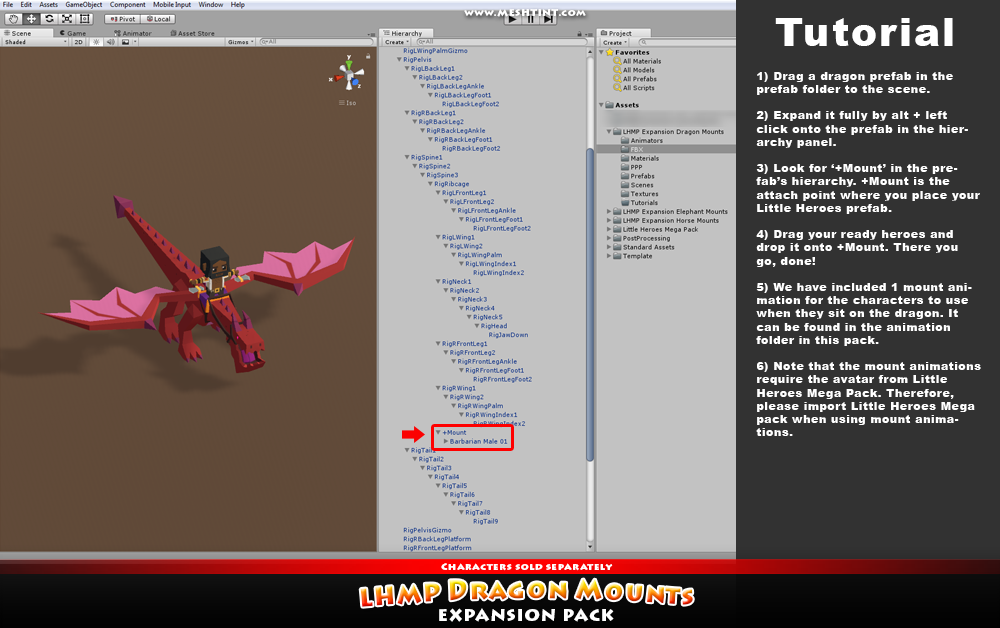 File Edit Assets GameObject Component Mobile Input Window Help
www.MESHTINT.com
Pivot Local
Scene Game Animator Asset Store
Shaded 2D Gizmos All
Iso
Hierarchy
Create All
RigLWingPalmGizmo
RigPelvis
RigLBackLeg1
RigLBackLeg2
RigLBackLegAnkle
RigLBackLegFoot1
RigLBackLegFoot2
RigRBackLeg1
RigRBackLeg2
RigRBackLegAnkle
RigRBackLegFoot1
RigRBackLegFoot2
RigSpine1
RigSpine2
RigSpine3
RigRibcage
RigLFrontLeg1
RigLFrontLeg2
RigLFrontLegAnkle
RigLFrontLegFoot1
RigLFrontLegFoot2
RigLWing1
RigLWing2
RigLWingPalm
RigLWingIndex1
RigLWingIndex2
RigNeck1
RigNeck2
RigNeck3
RigNeck4
RigNeck5
RigHead
RigJawDown
RigRFrontLeg1
RigRFrontLeg2
RigRFrontLegAnkle
RigRFrontLegFoot1
RigRFrontLegFoot2
RigRWing1
RigRWing2
RigRWingPalm
RigRWingIndex1
RigRWingIndex2
+Mount
Barbarian Male 01
RigTail1
RigTail2
RigTail3
RigTail4
RigTail5
RigTail6
RigTail7
RigTail8
RigTail9
RigPelvisGizmo
RigRBackLegPlatform
RigRFrontLegPlatform
Project
Create
Favorites
All Materials
All Models
All Prefabs
All Scripts
Assets
LHMP Expansion Dragon Mounts
Animators
FBX
Materials
PPP
Prefabs
Scenes
Textures
Tutorials
LHMP Expansion Elephant Mounts
LHMP Expansion Horse Mounts
Little Heroes Mega Pack
PostProcessing
Standard Assets
Template
Tutorial
1) Drag a dragon prefab in the
prefab folder to the scene.
2) Expand it fully by alt + left
click onto the prefab in the hier-
archy panel.
3) Look for ‘+Mount’ in the pre-
fab’s hierarchy. +Mount is the
attach point where you place your
Little Heroes prefab.
4) Drag your ready heroes and
drop it onto +Mount. There you
go, done!
5) We have included 1 mount ani-
mation for the characters to use
when they sit on the dragon. It
can be found in the animation
folder in this pack.
6) Note that the mount animations
require the avatar from Little
Heroes Mega Pack. Therefore,
please import Little Heroes Mega
pack when using mount anima-
tions.
Characters sold separately
LHMP Dragon Mounts
EXPANSION PACK